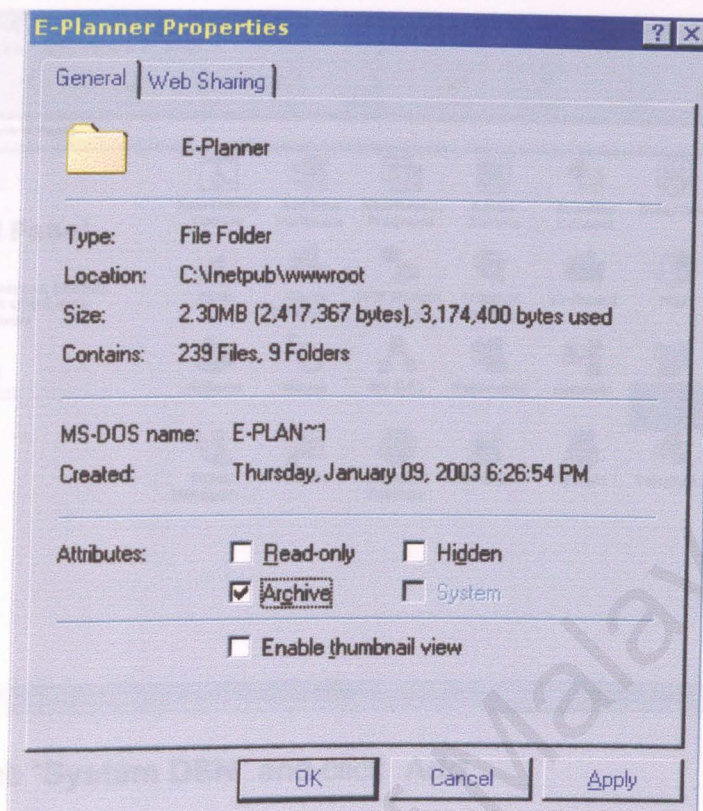 E-Planner Properties
General Web Sharing
E-Planner
Type: File Folder
Location: C:\Inetpub\wwwroot
Size: 2.30MB (2,417,367 bytes), 3,174,400 bytes used
Contains: 239 Files, 9 Folders
MS-DOS name: E-PLAN~1
Created: Thursday, January 09, 2003 6:26:54 PM
Attributes: Read-only Hidden
Archive System
Enable thumbnail view
OK Cancel Apply